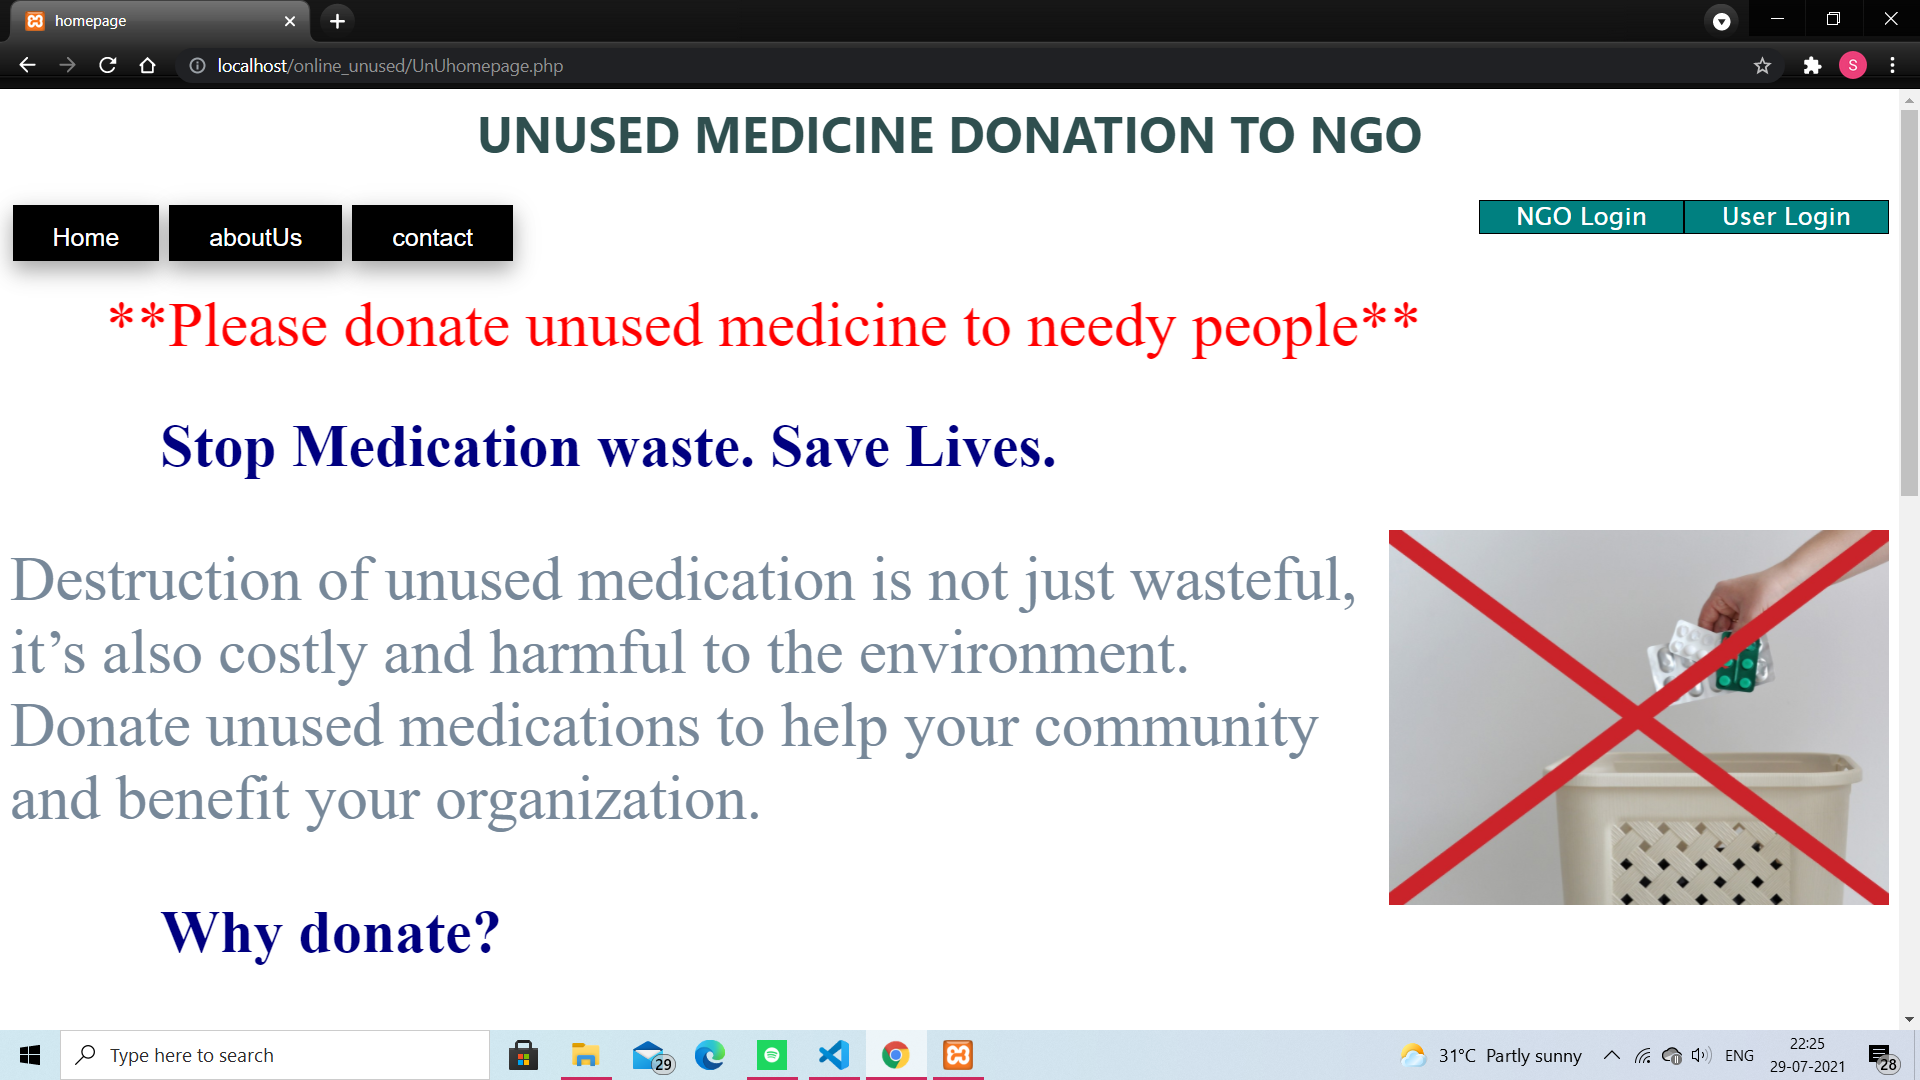 homepage
localhost/online_unused/UnUhomepage.php
S
UNUSED MEDICINE DONATION TO NGO
Home aboutUs contact
NGO Login User Login
**Please donate unused medicine to needy people**
Stop Medication waste. Save Lives.
Destruction of unused medication is not just wasteful,
it’s also costly and harmful to the environment.
Donate unused medications to help your community
and benefit your organization.
Why donate?
Type here to search
29
31°C Partly sunny
ENG
22:25
29-07-2021
28